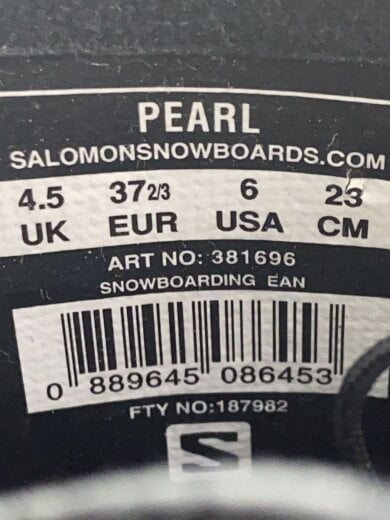 PEARL
SALOMONSNOWBOARDS.COM
4.5 37 2/3 6 23
UK EUR USA CM
ART NO: 381696
SNOWBOARDING EAN
0 889645 086453
FTY NO:187982
S